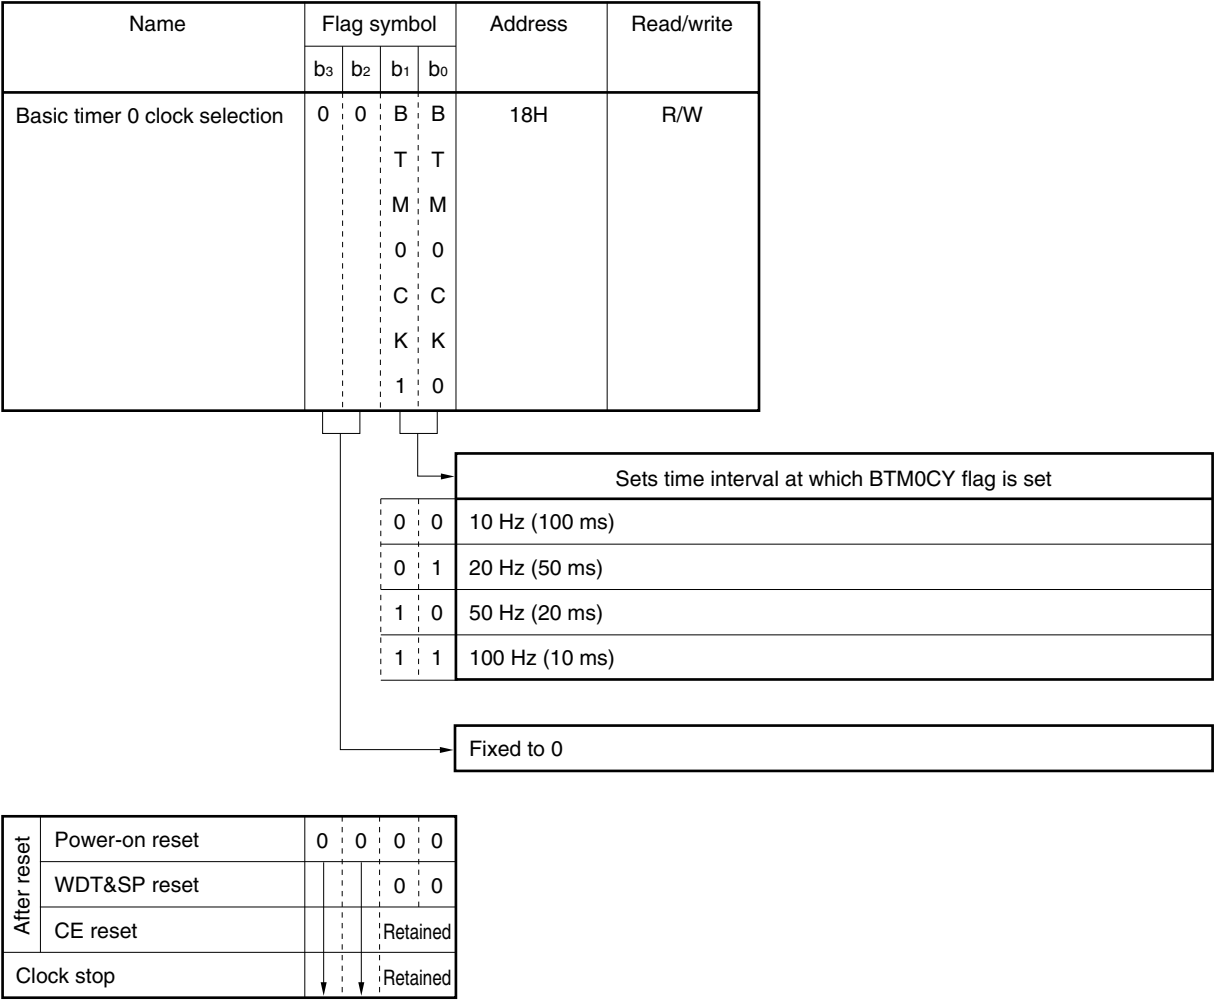 Name Flag symbol Address Read/write
b3 b2 b1 b0
Basic timer 0 clock selection 0 0 B B 18H R/W
T T
M M
0 0
C C
K K
1 0
Sets time interval at which BTM0CY flag is set
0 0 10 Hz (100 ms)
0 1 20 Hz (50 ms)
1 0 50 Hz (20 ms)
1 1 100 Hz (10 ms)
Fixed to 0
After reset
Power-on reset 0 0 0 0
WDT&SP reset 0 0
CE reset Retained
Clock stop Retained